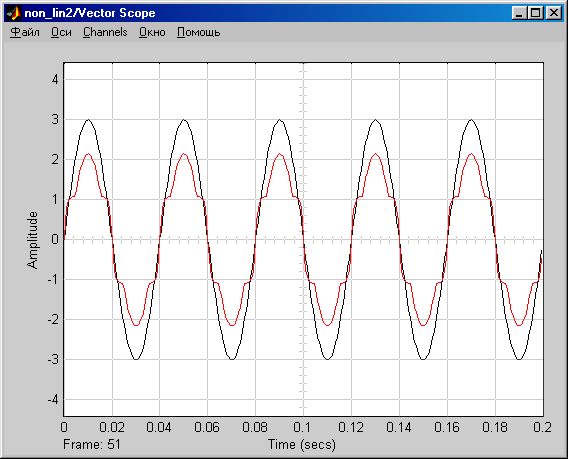 non_lin2/Vector Scope
Файл Оси Channels Окно Помощь
4
3
2
1
0
-1
-2
-3
-4
Amplitude
0 0.02 0.04 0.06 0.08 0.1 0.12 0.14 0.16 0.18 0.2
Frame: 51 Time (secs)